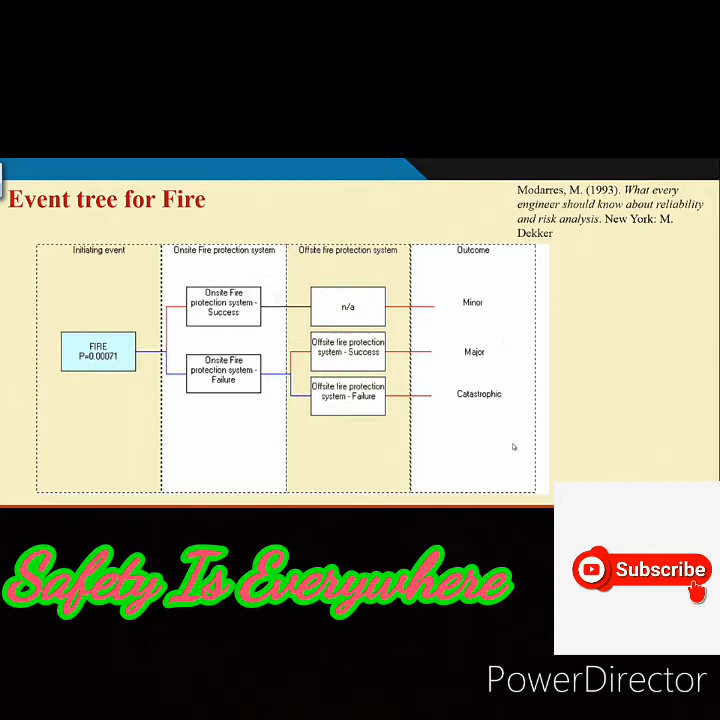 Event tree for Fire
Modarres, M. (1993). What every
engineer should know about reliability
and risk analysis. New York: M.
Dekker
Initiating event
Onsite Fire protection system
Offsite fire protection system
Outcome
FIRE
P=0.00071
Onsite Fire
protection system -
Success
n/a
Minor
Onsite Fire
protection system -
Failure
Offsite fire protection
system - Success
Major
Offsite fire protection
system - Failure
Catastrophic
Safety Is Everywhere
Subscribe
PowerDirector